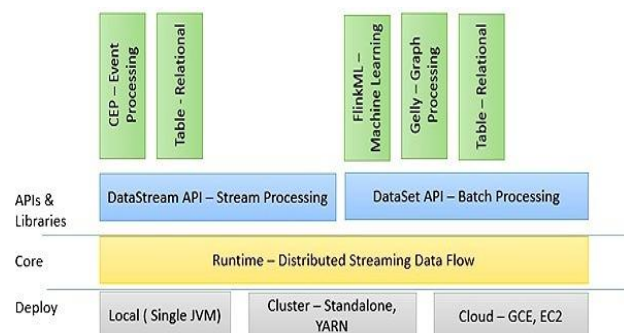 CEP – Event
Processing
Table - Relational
FlinkML –
Machine Learning
Gelly – Graph
Processing
Table – Relational
APIs &
Libraries
DataStream API – Stream Processing
DataSet API – Batch Processing
Core
Runtime – Distributed Streaming Data Flow
Deploy
Local ( Single JVM)
Cluster – Standalone,
YARN
Cloud – GCE, EC2